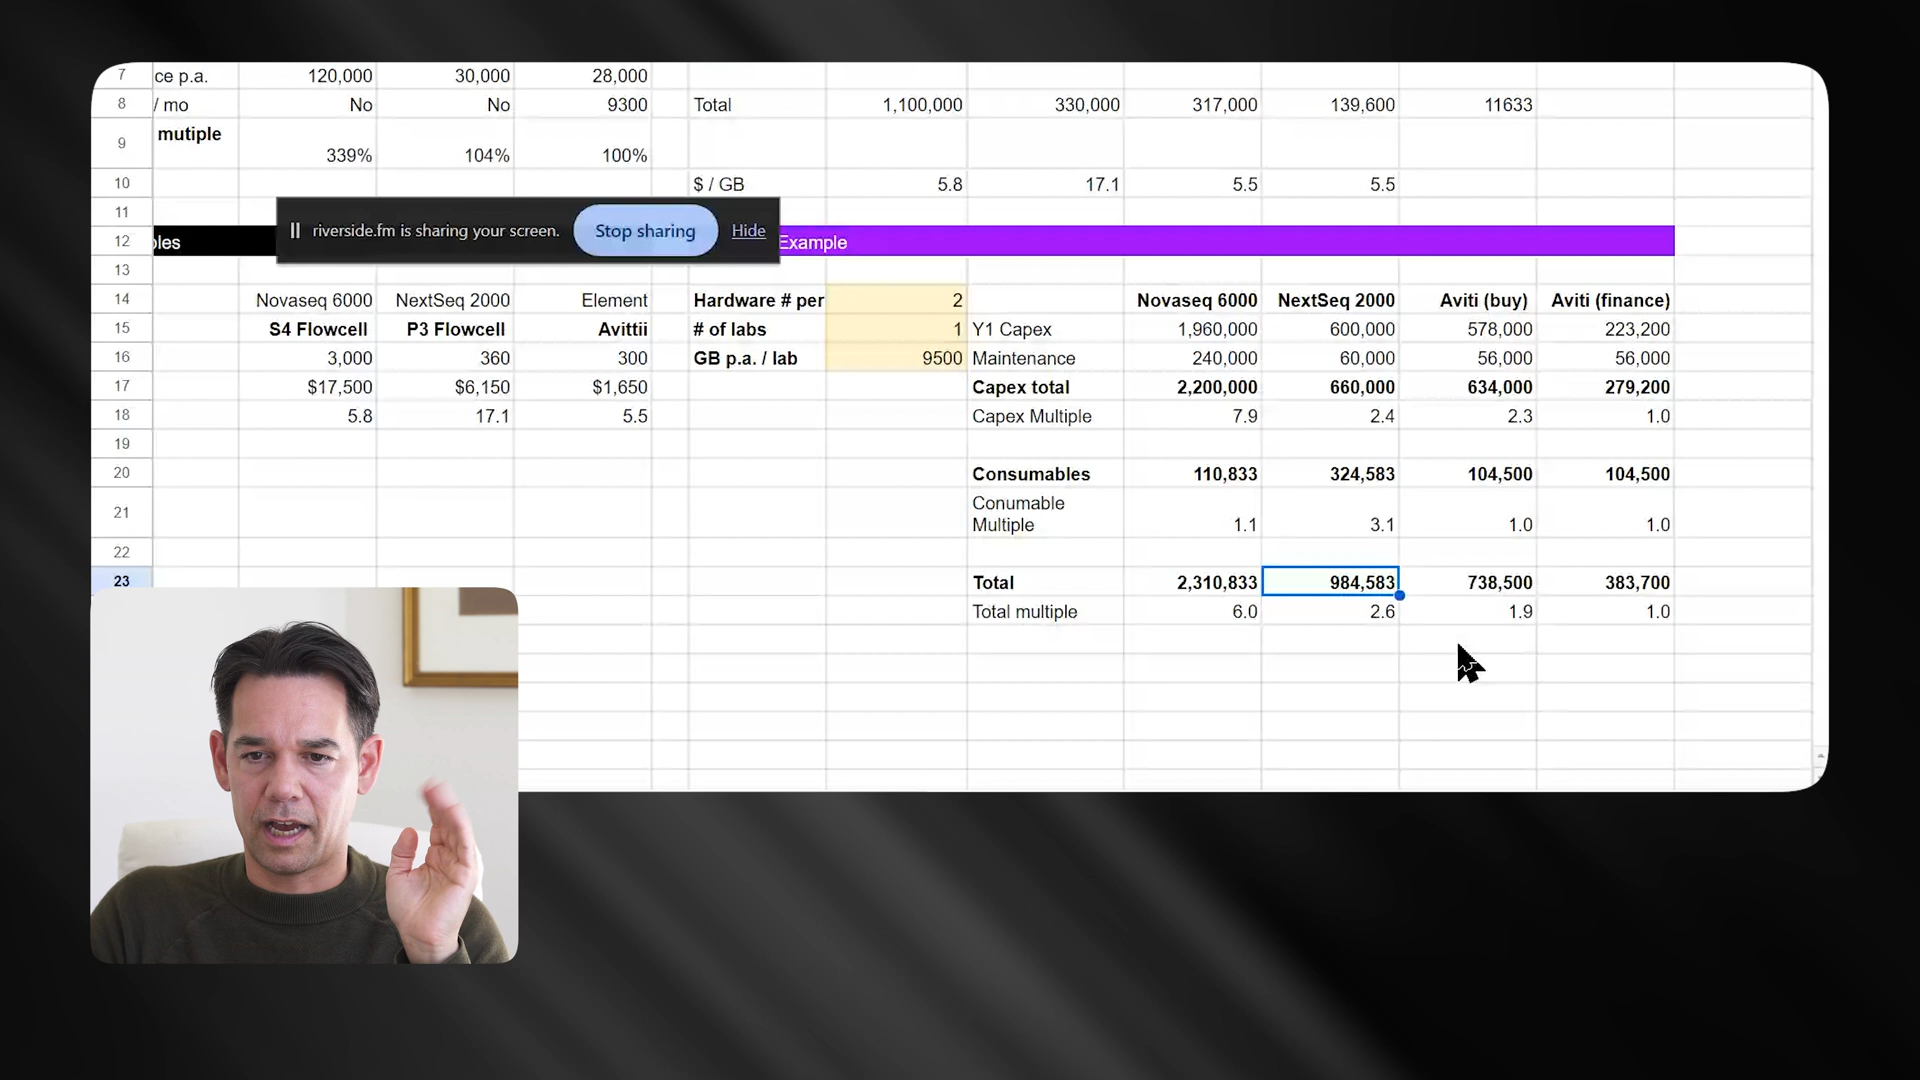 7 ce p.a. 120,000 30,000 28,000
8 / mo No No 9300 Total 1,100,000 330,000 317,000 139,600 11633
mutiple
9 339% 104% 100%
10 $ / GB 5.8 17.1 5.5 5.5
11
riverside.fm is sharing your screen. Stop sharing Hide
12 Example
13
14 Novaseq 6000 NextSeq 2000 Element Hardware # per 2 Novaseq 6000 NextSeq 2000 Aviti (buy) Aviti (finance)
15 S4 Flowcell P3 Flowcell Avittii # of labs 1 Y1 Capex 1,960,000 600,000 578,000 223,200
16 3,000 360 300 GB p.a. / lab 9500 Maintenance 240,000 60,000 56,000 56,000
17 $17,500 $6,150 $1,650 Capex total 2,200,000 660,000 634,000 279,200
18 5.8 17.1 5.5 Capex Multiple 7.9 2.4 2.3 1.0
19
20 Consumables 110,833 324,583 104,500 104,500
Conumable
21 Multiple 1.1 3.1 1.0 1.0
22
23 Total 2,310,833 984,583 738,500 383,700
Total multiple 6.0 2.6 1.9 1.0